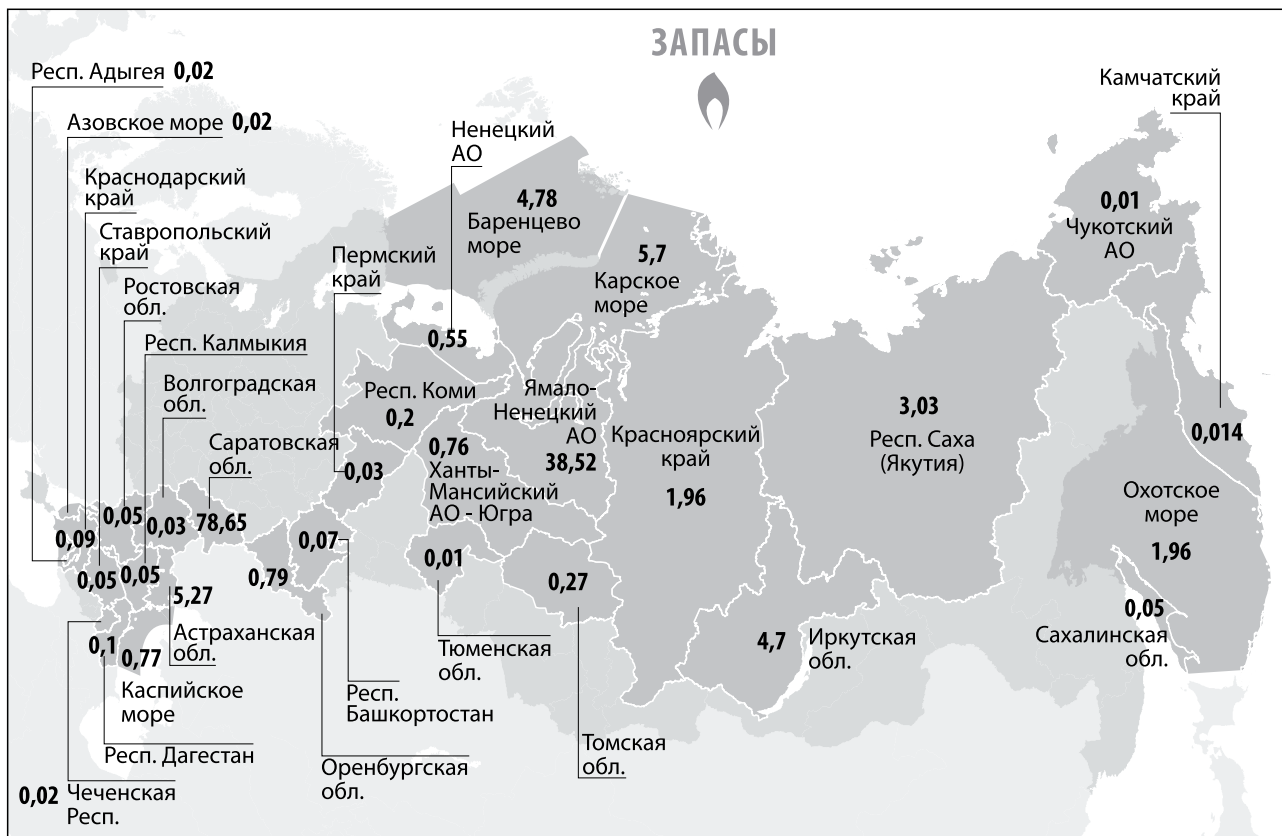 ЗАПАСЫ
Респ. Адыгея 0,02
Азовское море 0,02
Краснодарский
край
Ставропольский
край
Ростовская
обл.
Респ. Калмыкия
Волгоградская
обл.
Саратовская
обл.
Пермский
край
Ненецкий
АО
4,78
Баренцево
море
5,7
Карское
море
Камчатский
край
0,01
Чукотский
АО
0,55
Респ. Коми
0,2
0,03
0,76
Ханты-
Мансийский
АО - Югра
Ямало-
Ненецкий
АО
38,52
Красноярский
край
1,96
3,03
Респ. Саха
(Якутия)
0,014
Охотское
море
1,96
0,05
Сахалинская
обл.
0,09
0,05
0,03
78,65
0,05
0,05
5,27
Астраханская
обл.
0,1
0,77
Каспийское
море
Респ. Дагестан
0,02 Чеченская
Респ.
0,79
0,07
Респ.
Башкортостан
Оренбургская
обл.
0,01
Тюменская
обл.
0,27
Томская
обл.
4,7
Иркутская
обл.